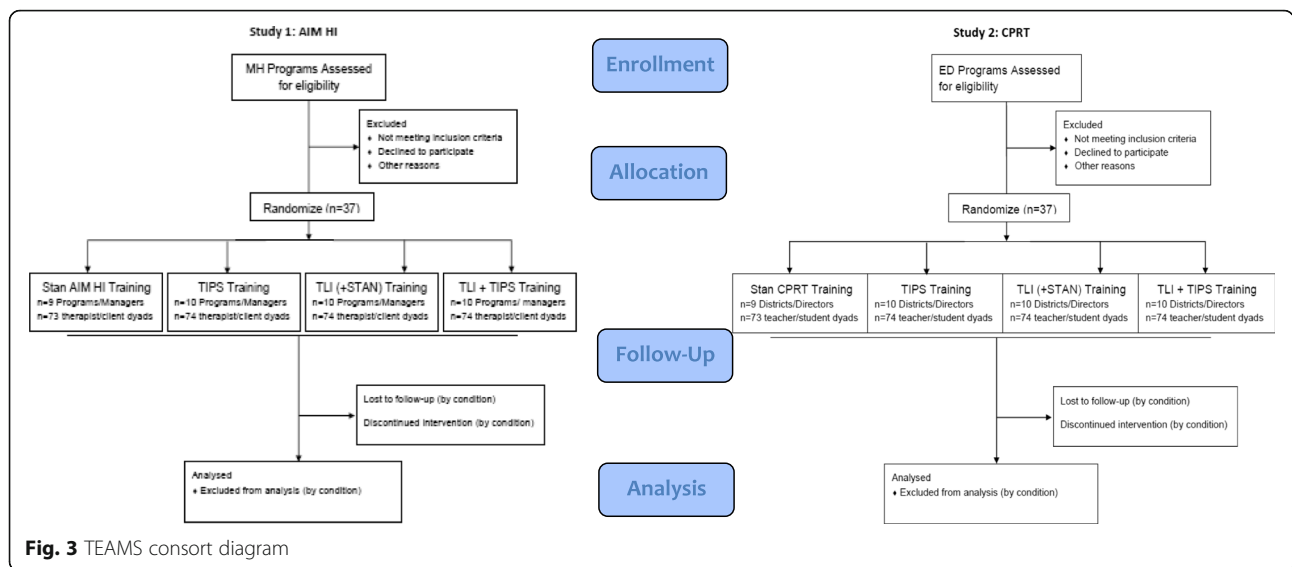 Study 1: AIM HI
MH Programs Assessed
for eligibility
Excluded
♦ Not meeting inclusion criteria
♦ Declined to participate
♦ Other reasons
Randomize (n=37)
Stan AIM HI Training
n=9 Programs/Managers
n=73 therapist/client dyads
TIPS Training
n=10 Programs/Managers
n=74 therapist/client dyads
TLI (+STAN) Training
n=10 Programs/Managers
n=74 therapist/client dyads
TLI + TIPS Training
n=10 Programs/ managers
n=74 therapist/client dyads
Lost to follow-up (by condition)
Discontinued intervention (by condition)
Analysed
♦ Excluded from analysis (by condition)
Enrollment
Allocation
Follow-Up
Analysis
Study 2: CPRT
ED Programs Assessed
for eligibility
Excluded
♦ Not meeting inclusion criteria
♦ Declined to participate
♦ Other reasons
Randomize (n=37)
Stan CPRT Training
n=9 Districts/Directors
n=73 teacher/student dyads
TIPS Training
n=10 Districts/Directors
n=74 teacher/student dyads
TLI (+STAN) Training
n=10 Districts/Directors
n=74 teacher/student dyads
TLI + TIPS Training
n=10 Districts/Directors
n=74 teacher/student dyads
Lost to follow-up (by condition)
Discontinued intervention (by condition)
Analysed
♦ Excluded from analysis (by condition)
Fig. 3 TEAMS consort diagram